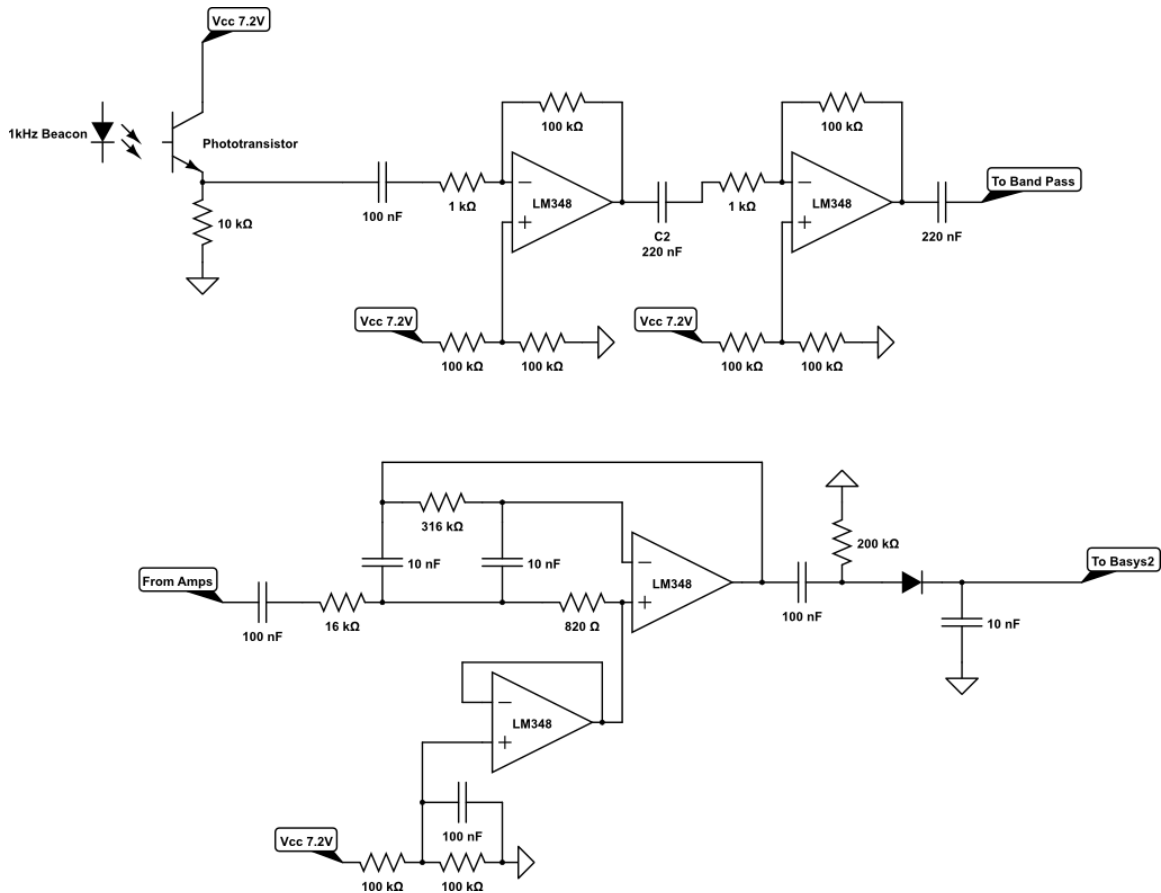 Vcc 7.2V
1kHz Beacon
Phototransistor
10 kΩ
100 nF
1 kΩ
100 kΩ
−
+
LM348
C2
220 nF
1 kΩ
100 kΩ
−
+
LM348
220 nF
To Band Pass
Vcc 7.2V
100 kΩ
100 kΩ
Vcc 7.2V
100 kΩ
100 kΩ
From Amps
100 nF
16 kΩ
316 kΩ
10 nF
10 nF
820 Ω
−
+
LM348
100 nF
200 kΩ
10 nF
To Basys2
−
+
LM348
100 nF
Vcc 7.2V
100 kΩ
100 kΩ